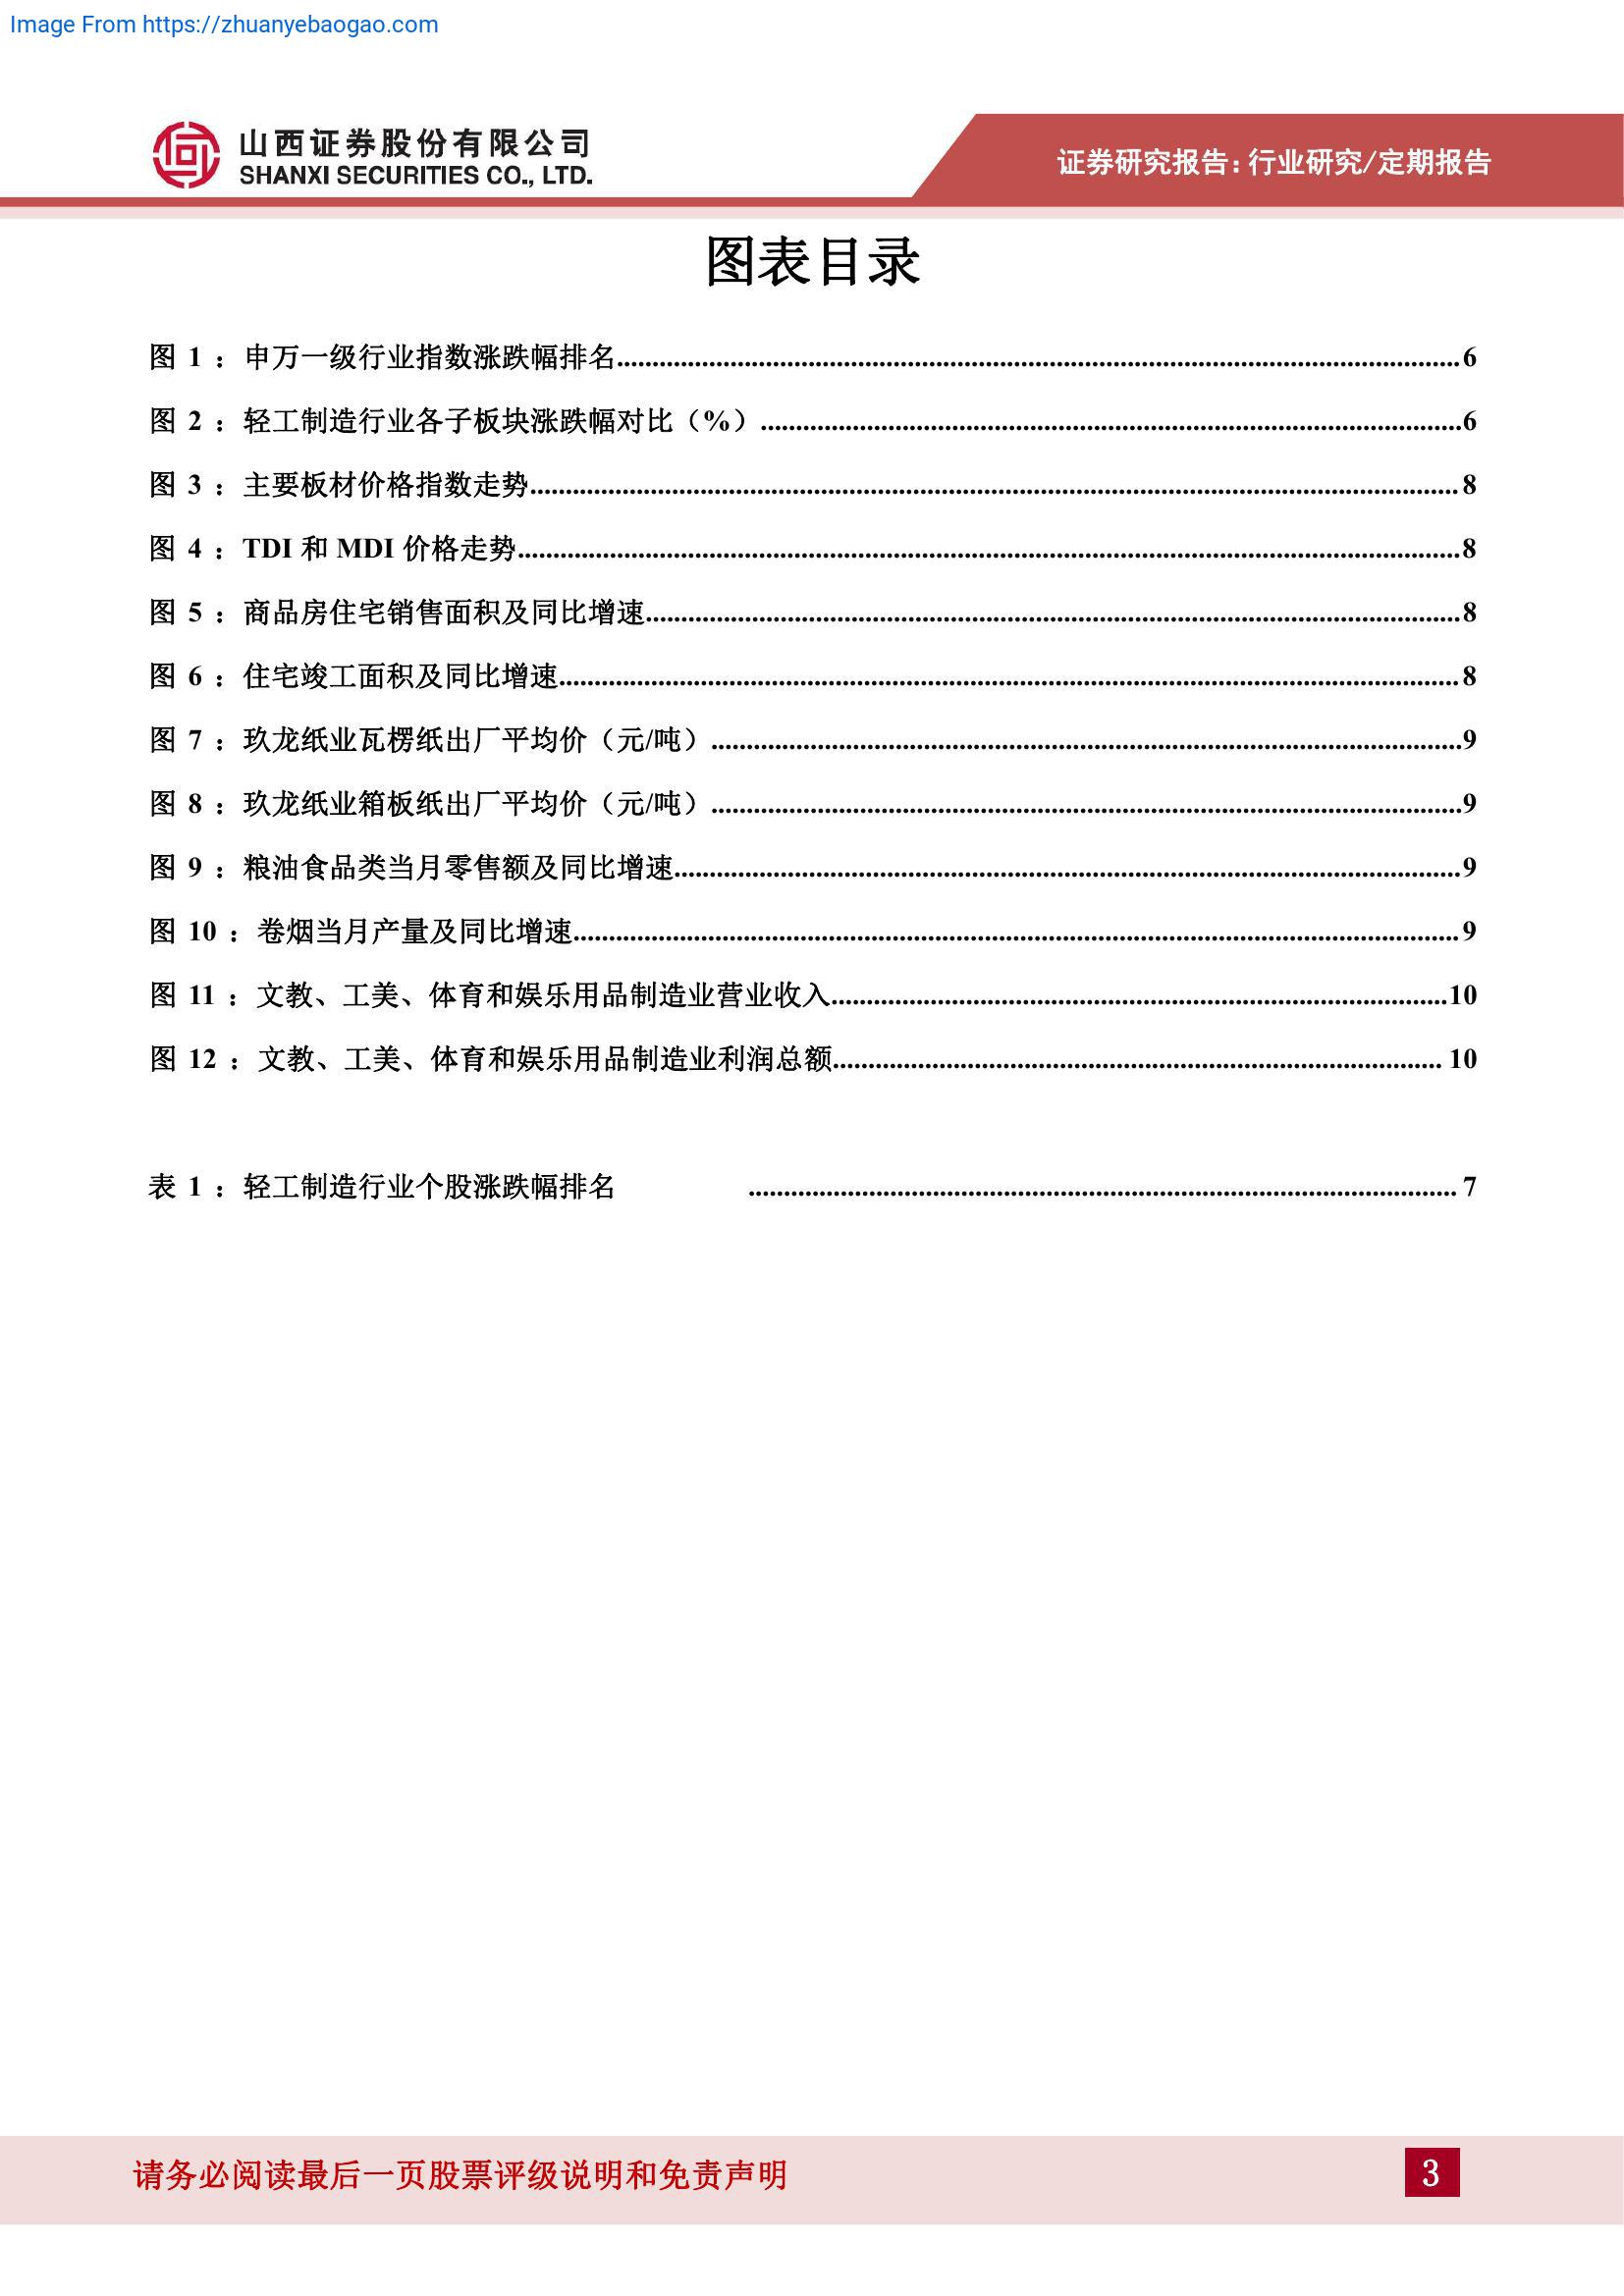 Image From https://zhuanyebaogao.com
山西证券股份有限公司
SHANXI SECURITIES CO., LTD.
证券研究报告：行业研究/定期报告
图表目录
图 1 ：申万一级行业指数涨跌幅排名........................................6
图 2 ：轻工制造行业各子板块涨跌幅对比（%）........................................6
图 3 ：主要板材价格指数走势........................................8
图 4 ：TDI 和 MDI 价格走势........................................8
图 5 ：商品房住宅销售面积及同比增速........................................8
图 6 ：住宅竣工面积及同比增速........................................8
图 7 ：玖龙纸业瓦楞纸出厂平均价（元/吨）........................................9
图 8 ：玖龙纸业箱板纸出厂平均价（元/吨）........................................9
图 9 ：粮油食品类当月零售额及同比增速........................................9
图 10 ：卷烟当月产量及同比增速........................................9
图 11 ：文教、工美、体育和娱乐用品制造业营业收入........................................10
图 12 ：文教、工美、体育和娱乐用品制造业利润总额........................................10
表 1 ：轻工制造行业个股涨跌幅排名 ........................................7
请务必阅读最后一页股票评级说明和免责声明
3